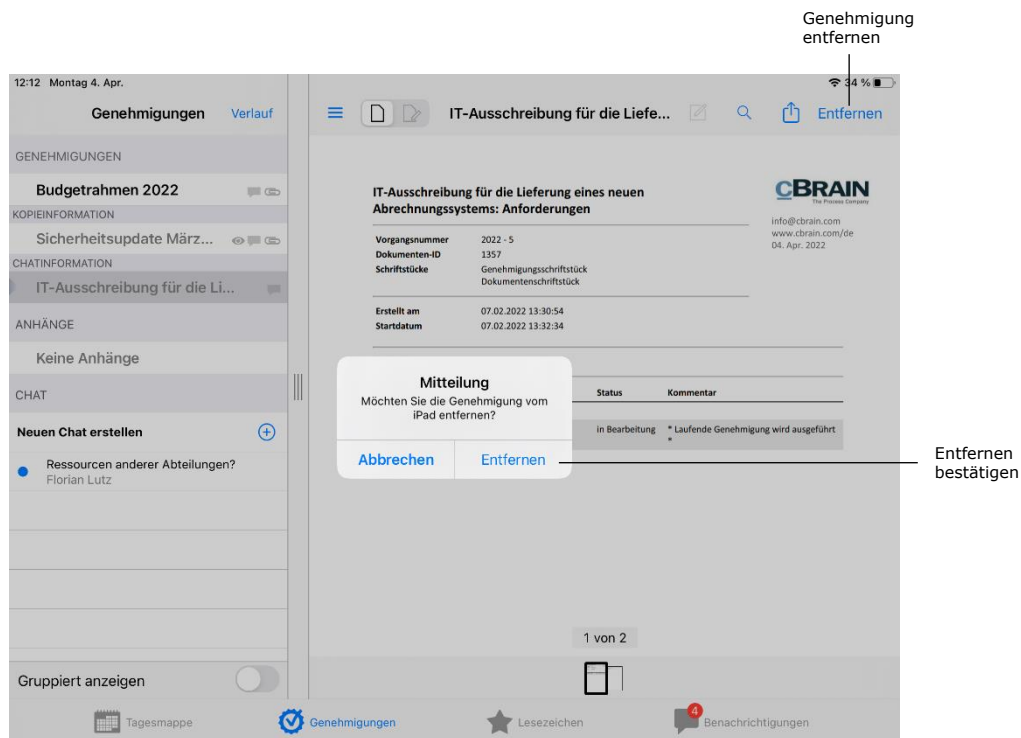 Genehmigung
entfernen
12:12 Montag 4. Apr.
34 %
Genehmigungen Verlauf
IT-Ausschreibung für die Liefe...
Entfernen
GENEHMIGUNGEN
Budgetrahmen 2022
KOPIEINFORMATION
Sicherheitsupdate März...
CHATINFORMATION
IT-Ausschreibung für die Li...
ANHÄNGE
Keine Anhänge
CHAT
Neuen Chat erstellen
Ressourcen anderer Abteilungen?
Florian Lutz
Gruppiert anzeigen
IT-Ausschreibung für die Lieferung eines neuen
Abrechnungssystems: Anforderungen
CBRAIN
The Process Company
info@cbrain.com
www.cbrain.com/de
04. Apr. 2022
Vorgangsnummer 2022 - 5
Dokumenten-ID 1357
Schriftstücke Genehmigungsschriftstück
Dokumentenschriftstück
Erstellt am 07.02.2022 13:30:54
Startdatum 07.02.2022 13:32:34
Status Kommentar
in Bearbeitung * Laufende Genehmigung wird ausgeführt
*
Mitteilung
Möchten Sie die Genehmigung vom
iPad entfernen?
Abbrechen Entfernen
Entfernen
bestätigen
1 von 2
Tagesmappe Genehmigungen Lesezeichen 4 Benachrichtigungen